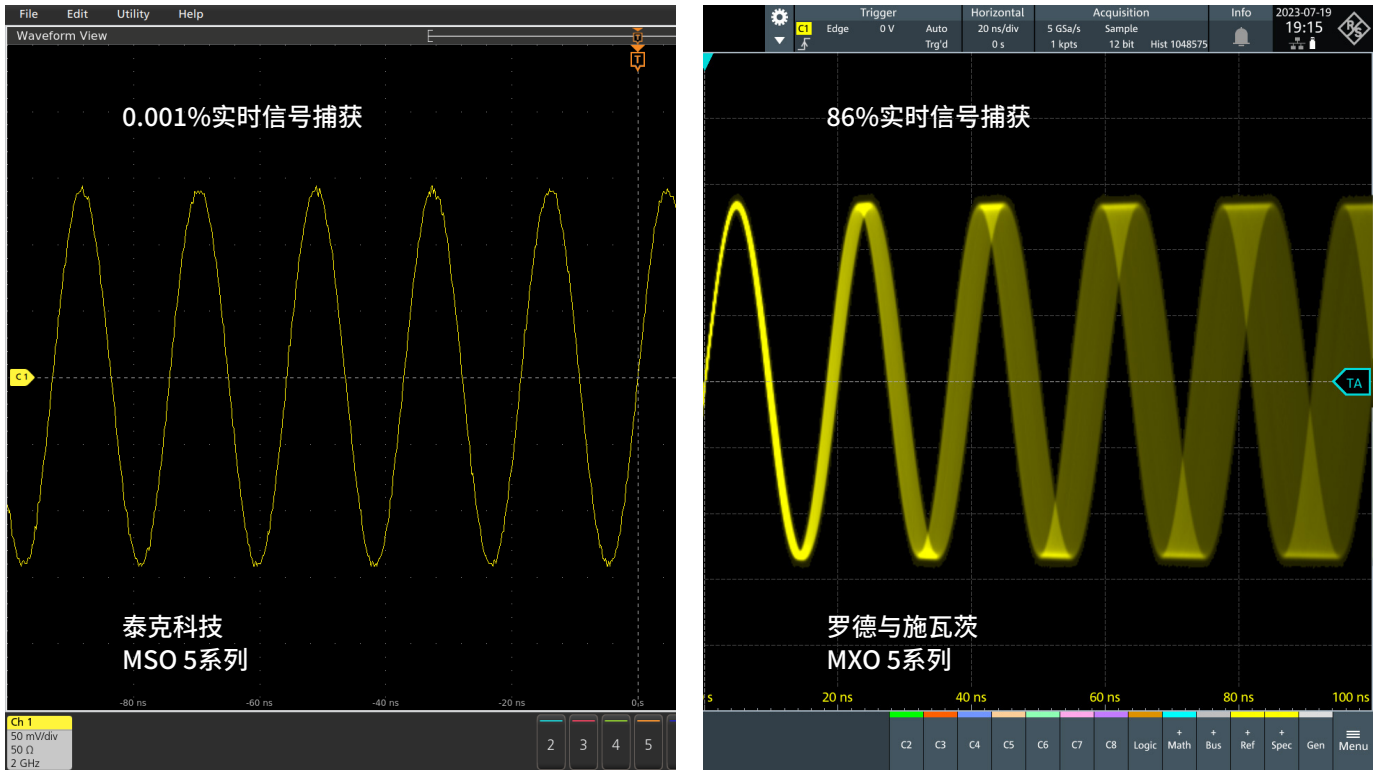 File Edit Utility Help
Waveform View
T
T
0.001%实时信号捕获
C 1
泰克科技
MSO 5系列
-80 ns -60 ns -40 ns -20 ns 0 s
Ch 1
50 mV/div
50 Ω
2 GHz
2 3 4 5
Trigger Horizontal Acquisition Info 2023-07-19
C1 Edge 0 V Auto 20 ns/div 5 GSa/s Sample 19:15
Trg'd 0 s 1 kpts 12 bit Hist 1048575
R&S
86%实时信号捕获
TA
罗德与施瓦茨
MXO 5系列
s 20 ns 40 ns 60 ns 80 ns 100 ns
C2 C3 C4 C5 C6 C7 C8 Logic + Math + Bus + Ref + Spec Gen Menu